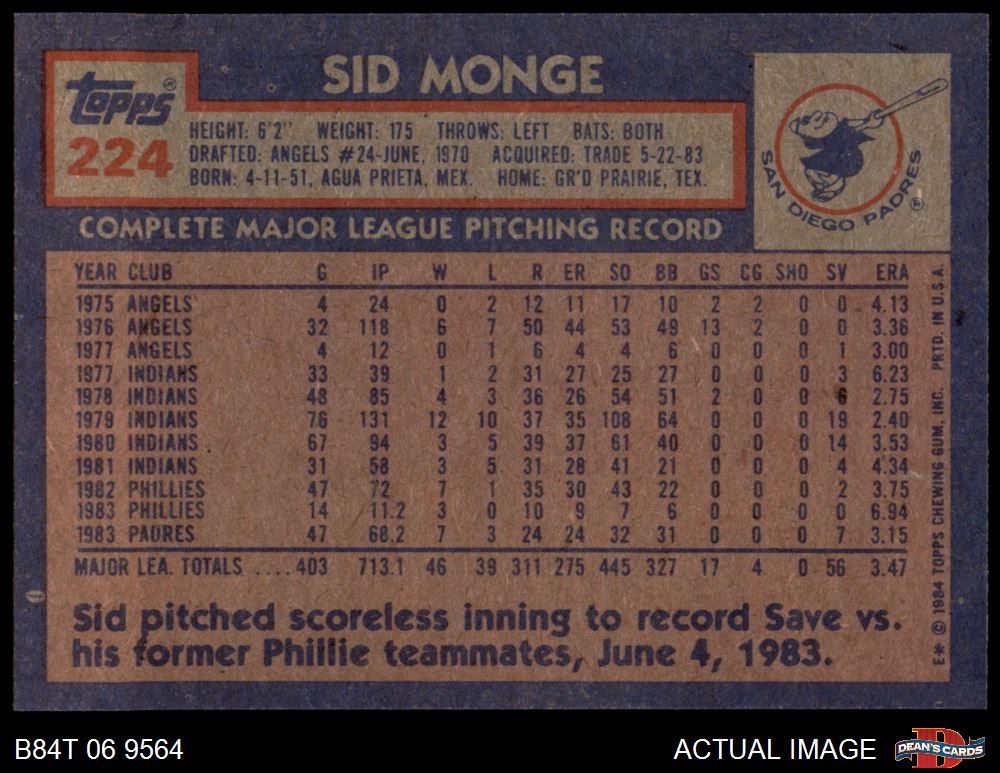 SID MONGE
topps®
224
HEIGHT: 6'2" WEIGHT: 175 THROWS: LEFT BATS: BOTH
DRAFTED: ANGELS #24-JUNE, 1970 ACQUIRED: TRADE 5-22-83
BORN: 4-11-51, AGUA PRIETA, MEX. HOME: GR'D PRAIRIE, TEX.
SAN DIEGO PADRES ®
COMPLETE MAJOR LEAGUE PITCHING RECORD
YEAR CLUB G IP W L R ER SO BB GS CG SHO SV ERA
1975 ANGELS 4 24 0 2 12 11 17 10 2 2 0 0 4.13
1976 ANGELS 32 118 6 7 50 44 53 49 13 2 0 0 3.36
1977 ANGELS 4 12 0 1 6 4 4 6 0 0 0 1 3.00
1977 INDIANS 33 39 1 2 31 27 25 27 0 0 0 3 6.23
1978 INDIANS 48 85 4 3 36 26 54 51 2 0 0 6 2.75
1979 INDIANS 76 131 12 10 37 35 108 64 0 0 0 19 2.40
1980 INDIANS 67 94 3 5 39 37 61 40 0 0 0 14 3.53
1981 INDIANS 31 58 3 5 31 28 41 21 0 0 0 4 4.34
1982 PHILLIES 47 72 7 1 35 30 43 22 0 0 0 2 3.75
1983 PHILLIES 14 11.2 3 0 10 9 7 6 0 0 0 0 6.94
1983 PADRES 47 68.2 7 3 24 24 32 31 0 0 0 7 3.15
MAJOR LEA. TOTALS ....403 713.1 46 39 311 275 445 327 17 4 0 56 3.47
Sid pitched scoreless inning to record Save vs.
his former Phillie teammates, June 4, 1983.
E* © 1984 TOPPS CHEWING GUM, INC. PRTD. IN U.S.A.
B84T 06 9564
ACTUAL IMAGE
DEAN'S CARDS